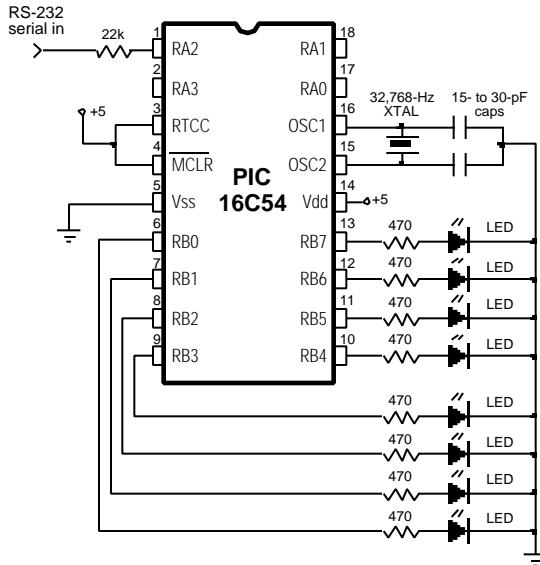 RS-232
serial in
22k
1
RA2
RA1
18
2
RA3
RA0
17
+5
3
RTCC
OSC1
16
32,768-Hz
XTAL
15- to 30-pF
caps
4
MCLR
OSC2
15
PIC
16C54
5
Vss
Vdd
14
+5
6
RB0
RB7
13
470
LED
7
RB1
RB6
12
470
LED
8
RB2
RB5
11
470
LED
9
RB3
RB4
10
470
LED
470
LED
470
LED
470
LED
470
LED